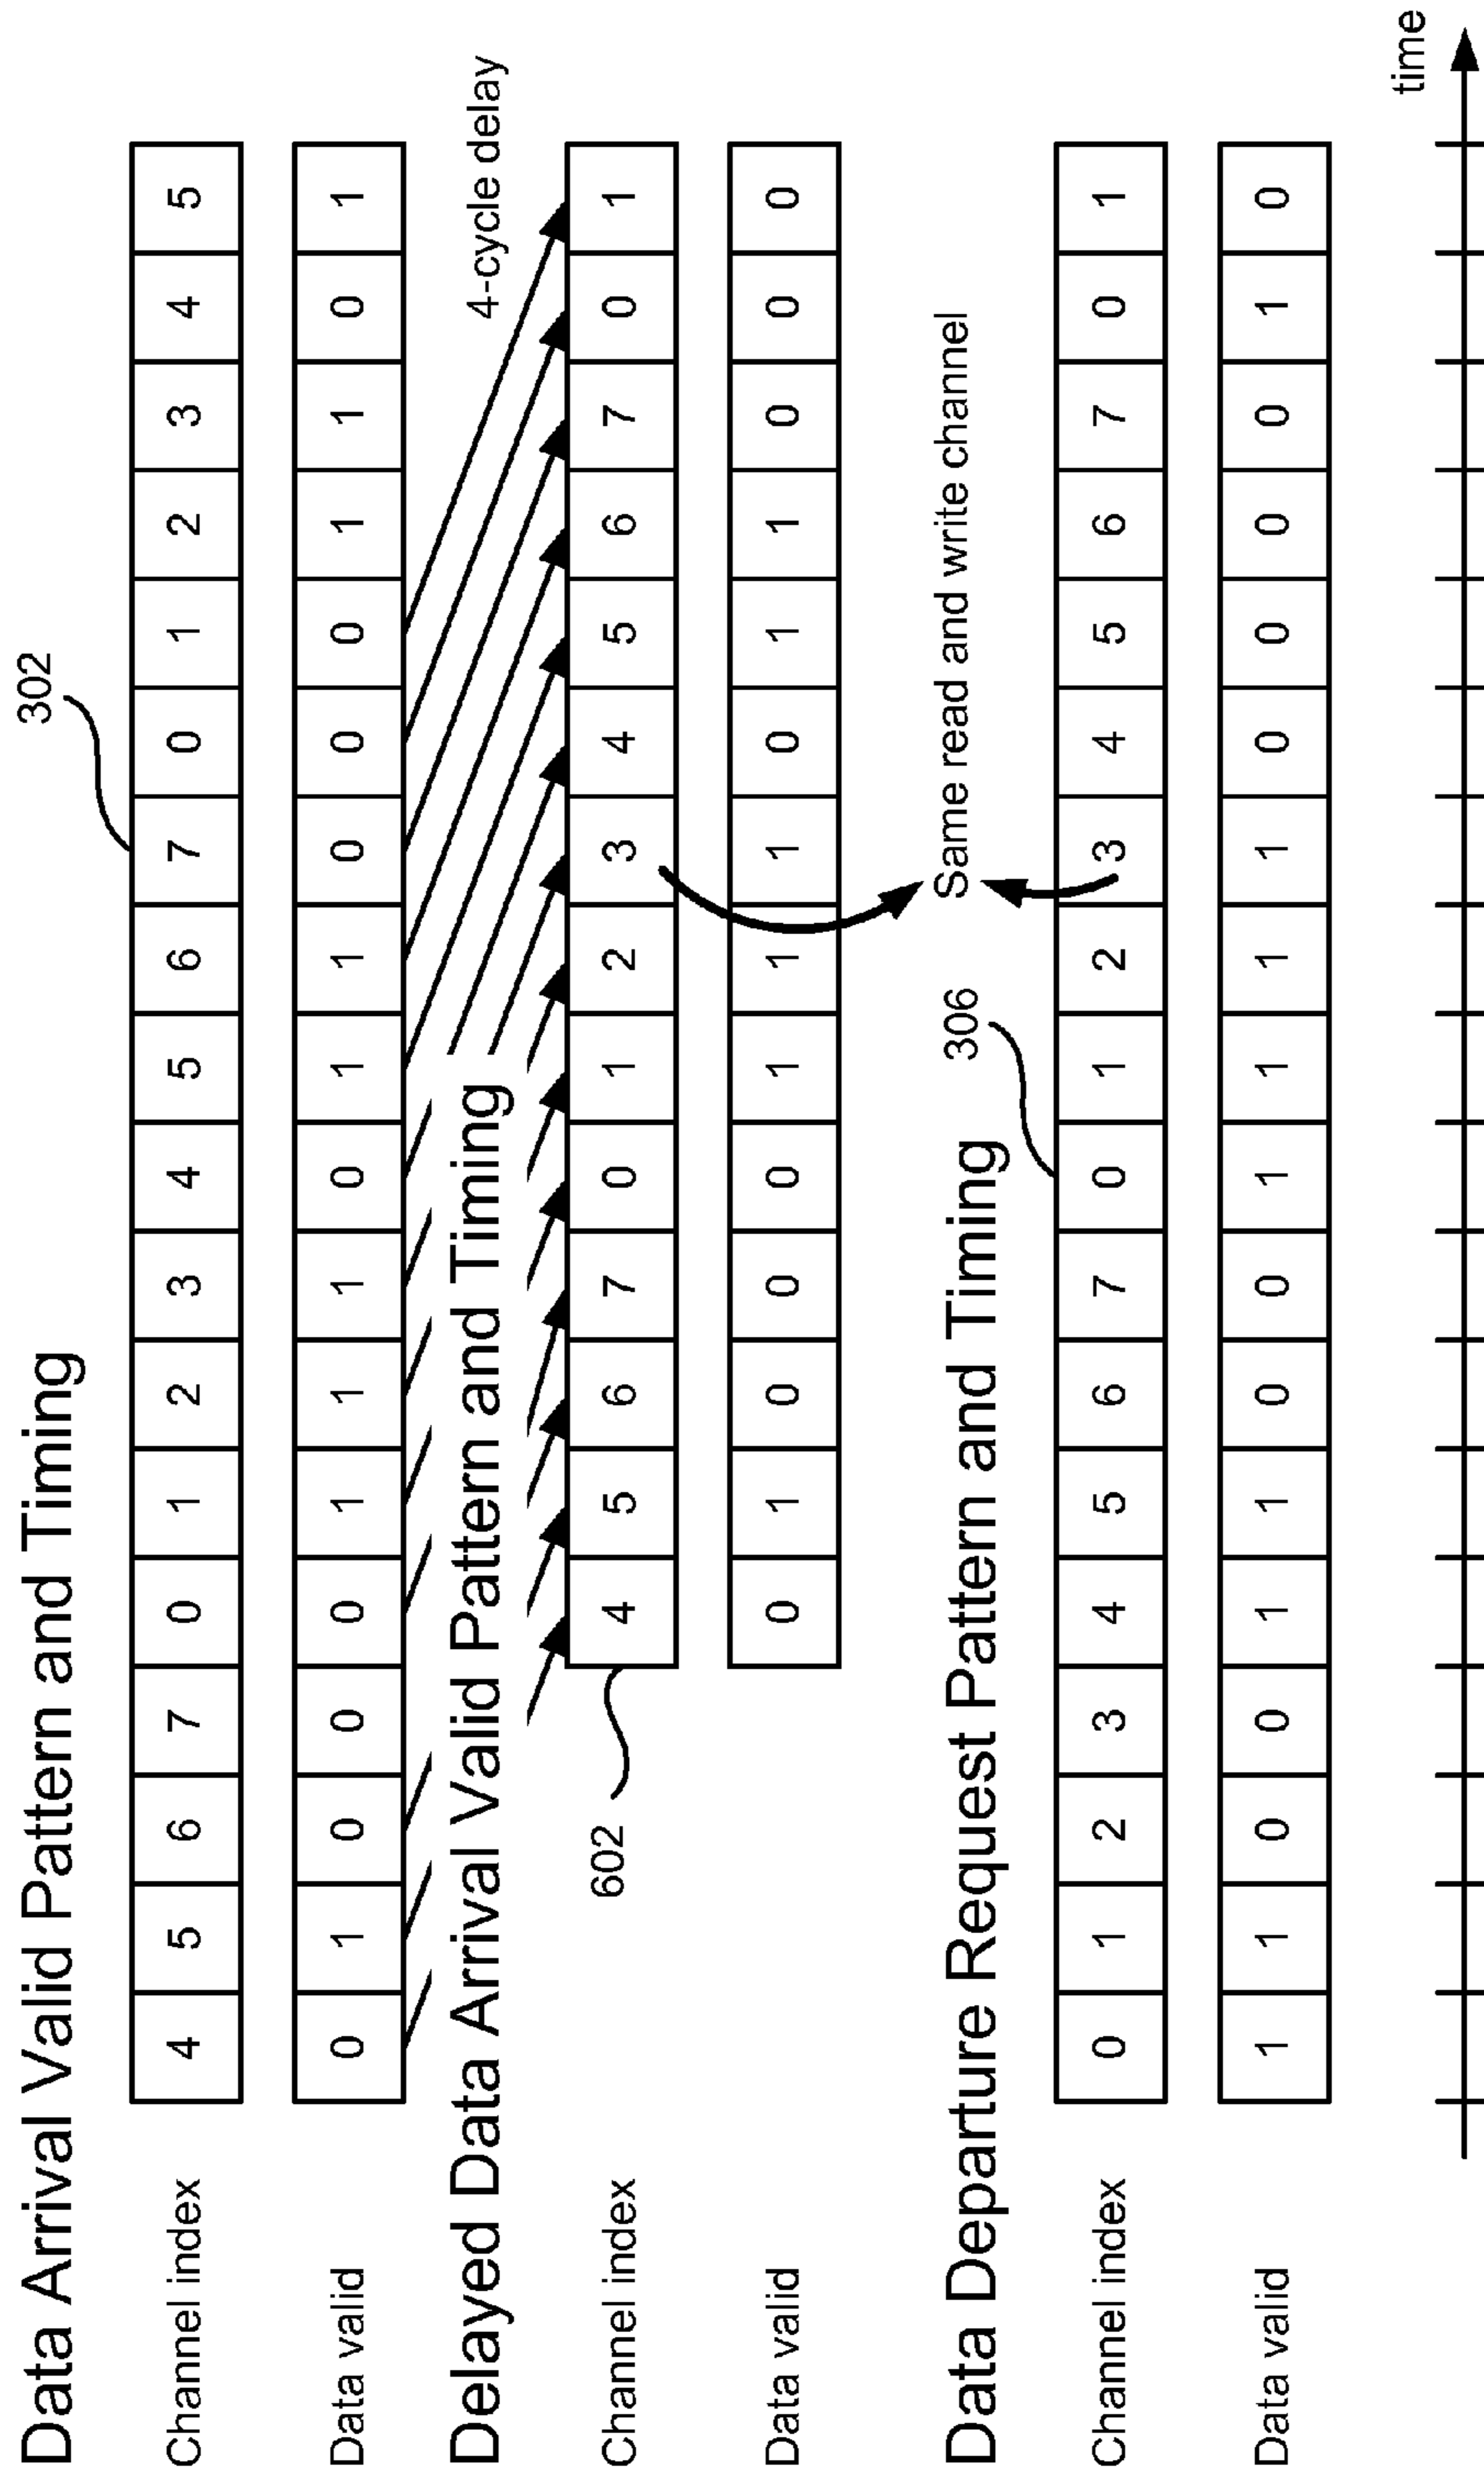 Data Arrival Valid Pattern and Timing
302
Channel index 4 5 6 7 0 1 2 3 4 5 6 7 0 1 2 3 4 5
Data valid 0 1 0 0 0 1 1 1 0 1 1 0 0 0 1 1 0 1
Delayed Data Arrival Valid Pattern and Timing
4-cycle delay
602
Channel index 4 5 6 7 0 1 2 3 4 5 6 7 0 1
Data valid 0 1 0 0 0 1 1 1 0 1 1 0 0 0
Same read and write channel
Data Departure Request Pattern and Timing
306
Channel index 0 1 2 3 4 5 6 7 0 1 2 3 4 5 6 7 0 1
Data valid 1 1 0 0 1 1 0 0 1 1 1 1 0 0 0 0 1 0
time